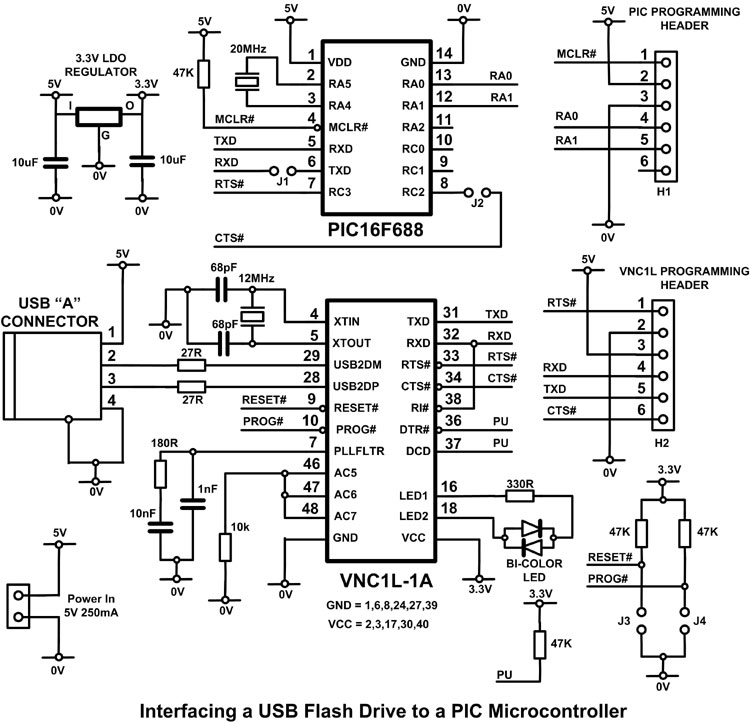 5V
0V
5V
PIC PROGRAMMING
HEADER
3.3V LDO
REGULATOR
5V
3.3V
I
O
G
10uF
10uF
0V
0V
0V
47K
20MHz
MCLR#
TXD
RXD
J1
RTS#
CTS#
1 VDD
2 RA5
3 RA4
4 MCLR#
5 RXD
6 TXD
7 RC3
GND 14
RA0 13 RA0
RA1 12 RA1
RA2 11
RC0 10
RC1 9
RC2 8
J2
PIC16F688
5V
MCLR# 1
2
3
RA0 4
RA1 5
6
H1
0V
5V
USB “A”
CONNECTOR
1
2
3
4
0V
68pF
12MHz
0V
68pF
27R
27R
RESET#
PROG#
4 XTIN
5 XTOUT
29 USB2DM
28 USB2DP
9 RESET#
10 PROG#
7 PLLFLTR
46 AC5
47 AC6
48 AC7
GND
TXD 31 TXD
RXD 32 RXD
RTS# 33 RTS#
CTS# 34 CTS#
RI# 38
DTR# 36 PU
DCD 37 PU
LED1 16
LED2 18
VCC
180R
1nF
10nF
0V
10k
0V
0V
330R
BI-COLOR
LED
3.3V
VNC1L-1A
GND = 1,6,8,24,27,39
VCC = 2,3,17,30,40
5V
VNC1L PROGRAMMING
HEADER
RTS# 1
2
3
RXD 4
TXD 5
CTS# 6
H2
0V
3.3V
47K
47K
RESET#
PROG#
J3
J4
0V
3.3V
47K
PU
5V
Power In
5V 250mA
0V
Interfacing a USB Flash Drive to a PIC Microcontroller